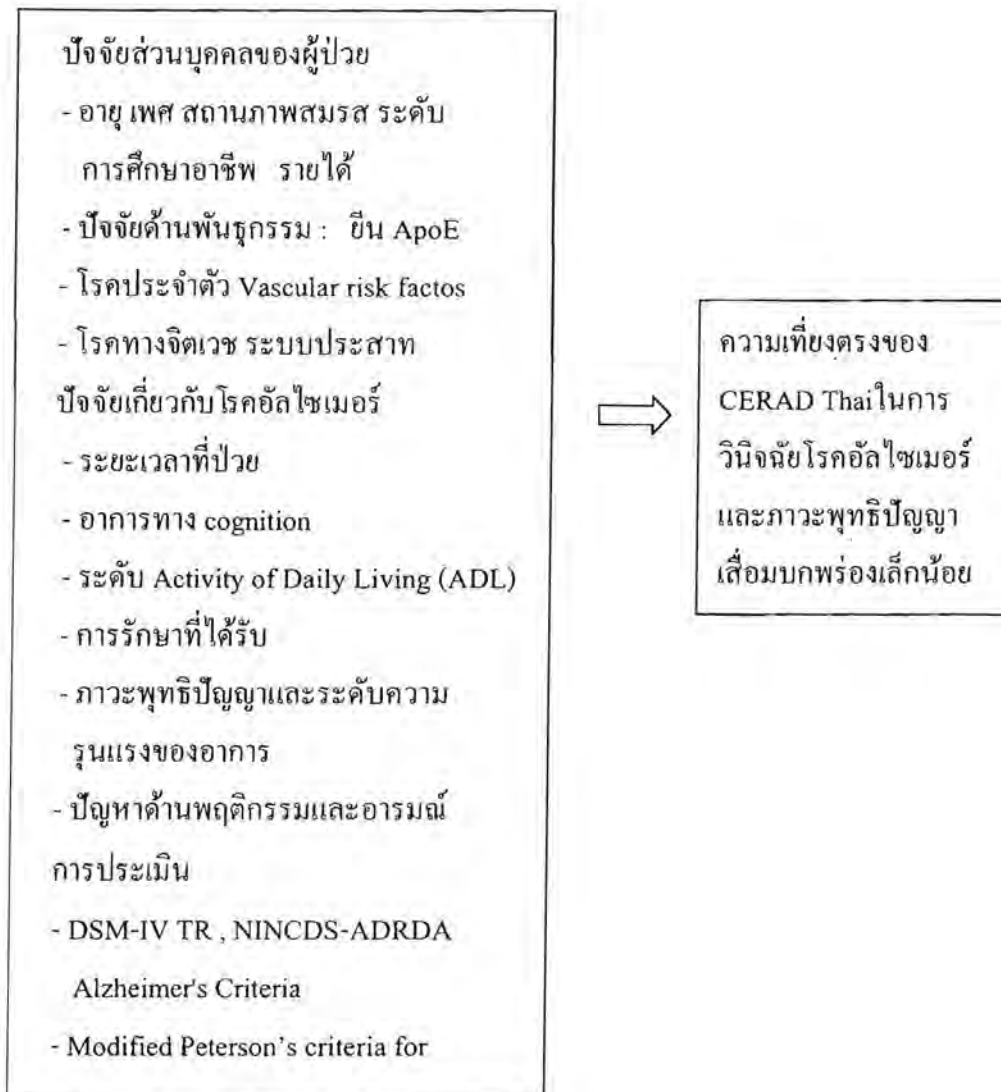 ปัจจัยส่วนบุคคลของผู้ป่วย
- อายุ เพศ สถานภาพสมรส ระดับ
การศึกษาอาชีพ รายได้
- ปัจจัยด้านพันธุกรรม : ยีน ApoE
- โรคประจำตัว Vascular risk factos
- โรคทางจิตเวช ระบบประสาท
ปัจจัยเกี่ยวกับโรคอัลไซเมอร์
- ระยะเวลาที่ป่วย
- อาการทาง cognition
- ระดับ Activity of Daily Living (ADL)
- การรักษาที่ได้รับ
- ภาวะพุทธิปัญญาและระดับความ
รุนแรงของอาการ
- ปัญหาด้านพฤติกรรมและอารมณ์
การประเมิน
- DSM-IV TR , NINCDS-ADRDA
Alzheimer's Criteria
- Modified Peterson's criteria for
ความเที่ยงตรงของ
CERAD Thaiในการ
วินิจฉัยโรคอัลไซเมอร์
และภาวะพุทธิปัญญา
เสื่อมบกพร่องเล็กน้อย